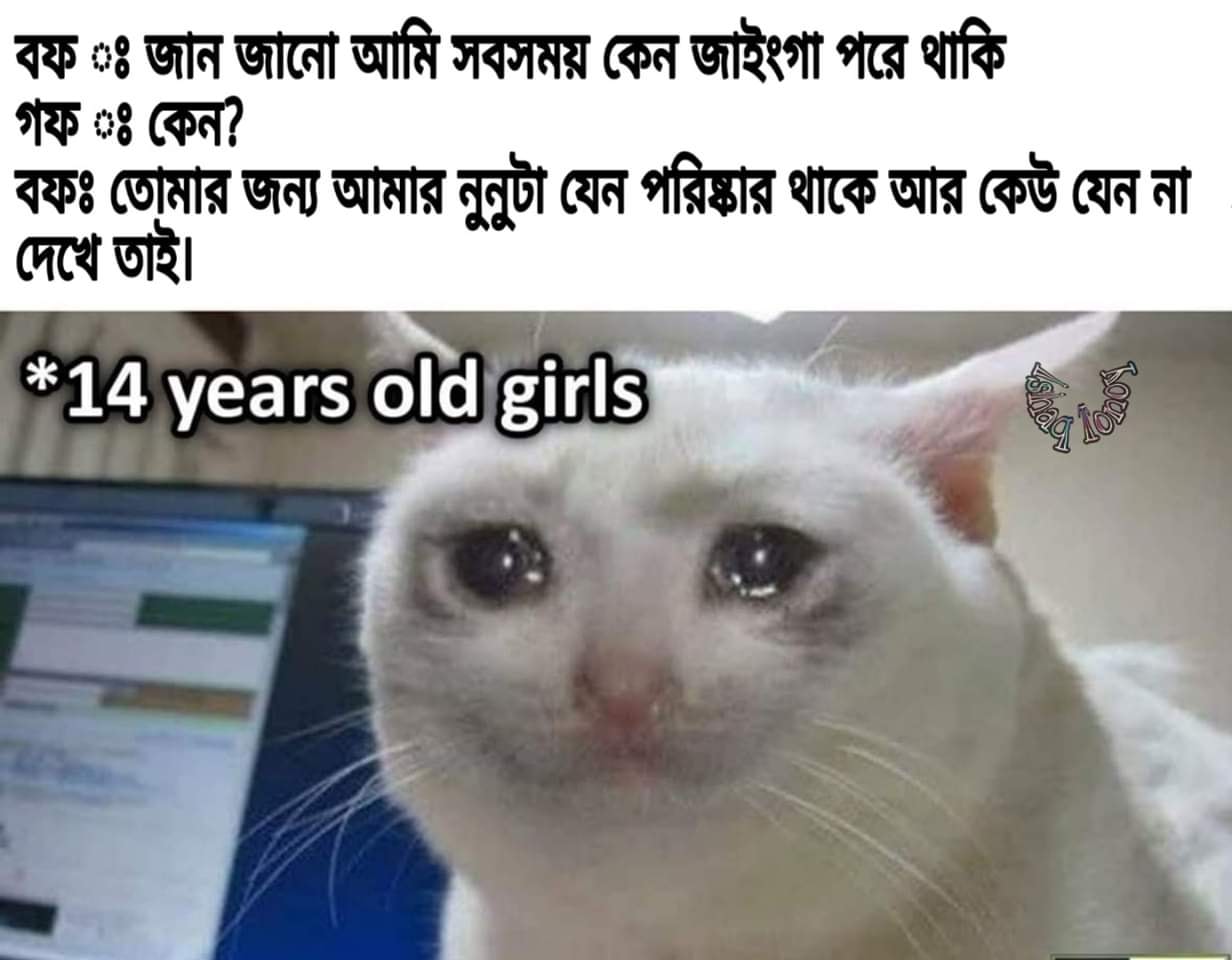 বফ ঃ জান জানো আমি সবসময় কেন জাইংগা পরে থাকি
গফ ঃ কেন?
বফঃ তোমার জন্য আমার নুনুটা যেন পরিষ্কার থাকে আর কেউ যেন না
দেখে তাই।
*14 years old girls